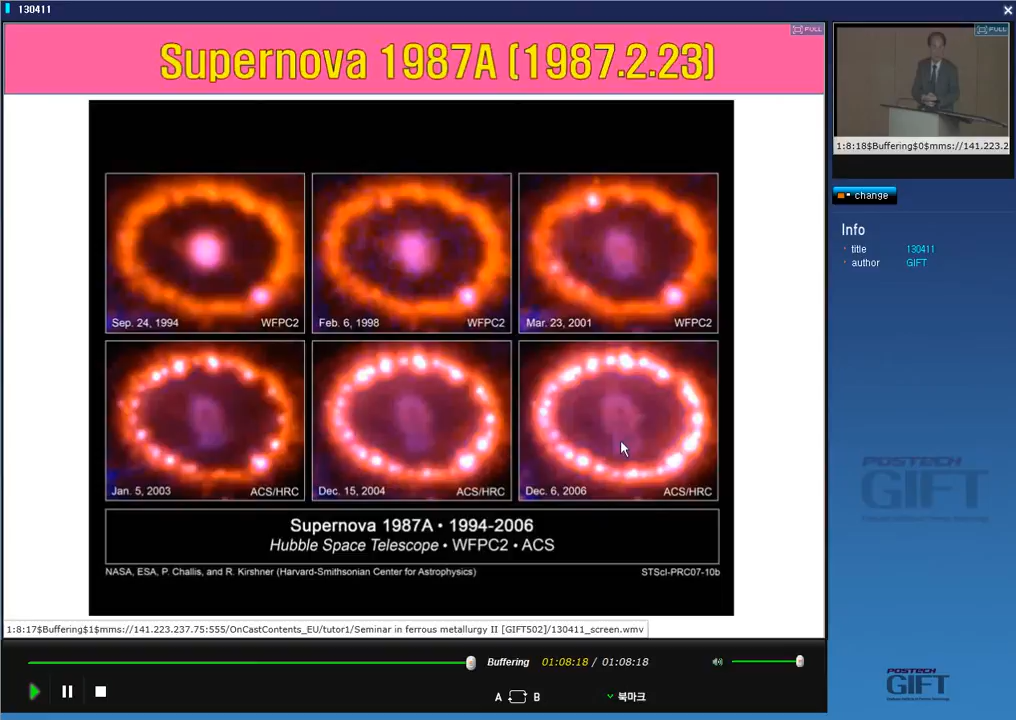 130411
Supernova 1987A (1987.2.23)
FULL
FULL
1:8:18$Buffering$0$mms://141.223.2
change
Info
title 130411
author GIFT
Sep. 24, 1994 WFPC2
Feb. 6, 1998 WFPC2
Mar. 23, 2001 WFPC2
Jan. 5, 2003 ACS/HRC
Dec. 15, 2004 ACS/HRC
Dec. 6, 2006 ACS/HRC
Supernova 1987A • 1994-2006
Hubble Space Telescope • WFPC2 • ACS
NASA, ESA, P. Challis, and R. Kirshner (Harvard-Smithsonian Center for Astrophysics) STScI-PRC07-10b
POSTECH
GIFT
1:8:17$Buffering$1$mms://141.223.237.75:555/OnCastContents_EU/tutor1/Seminar in ferrous metallurgy II [GIFT502]/130411_screen.wmv
Buffering 01:08:18 / 01:08:18
A B
북마크
POSTECH
GIFT